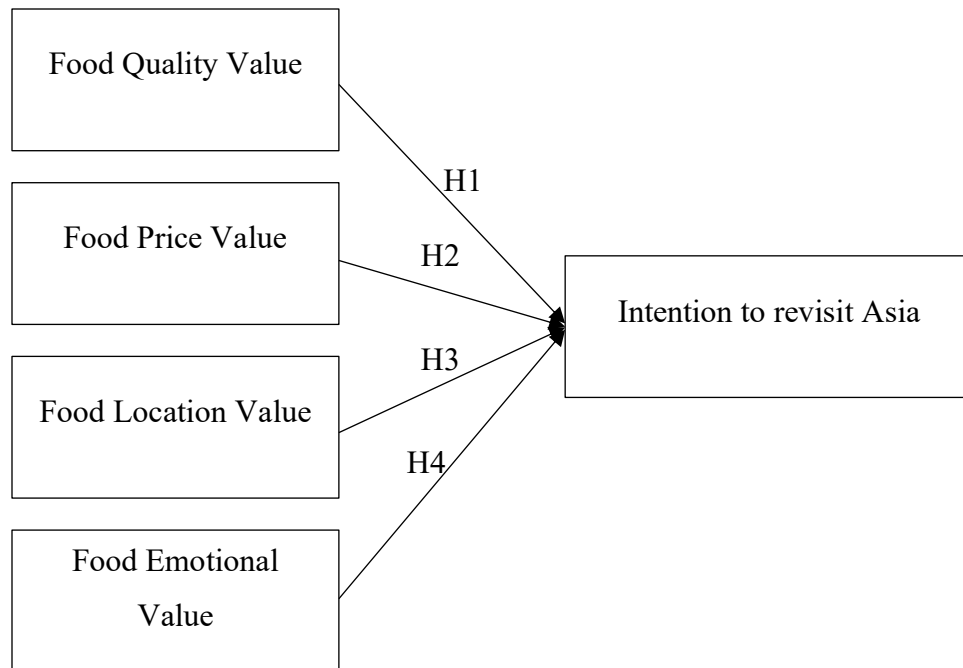 Food Quality Value
H1
Food Price Value
H2
Intention to revisit Asia
H3
Food Location Value
H4
Food Emotional
Value